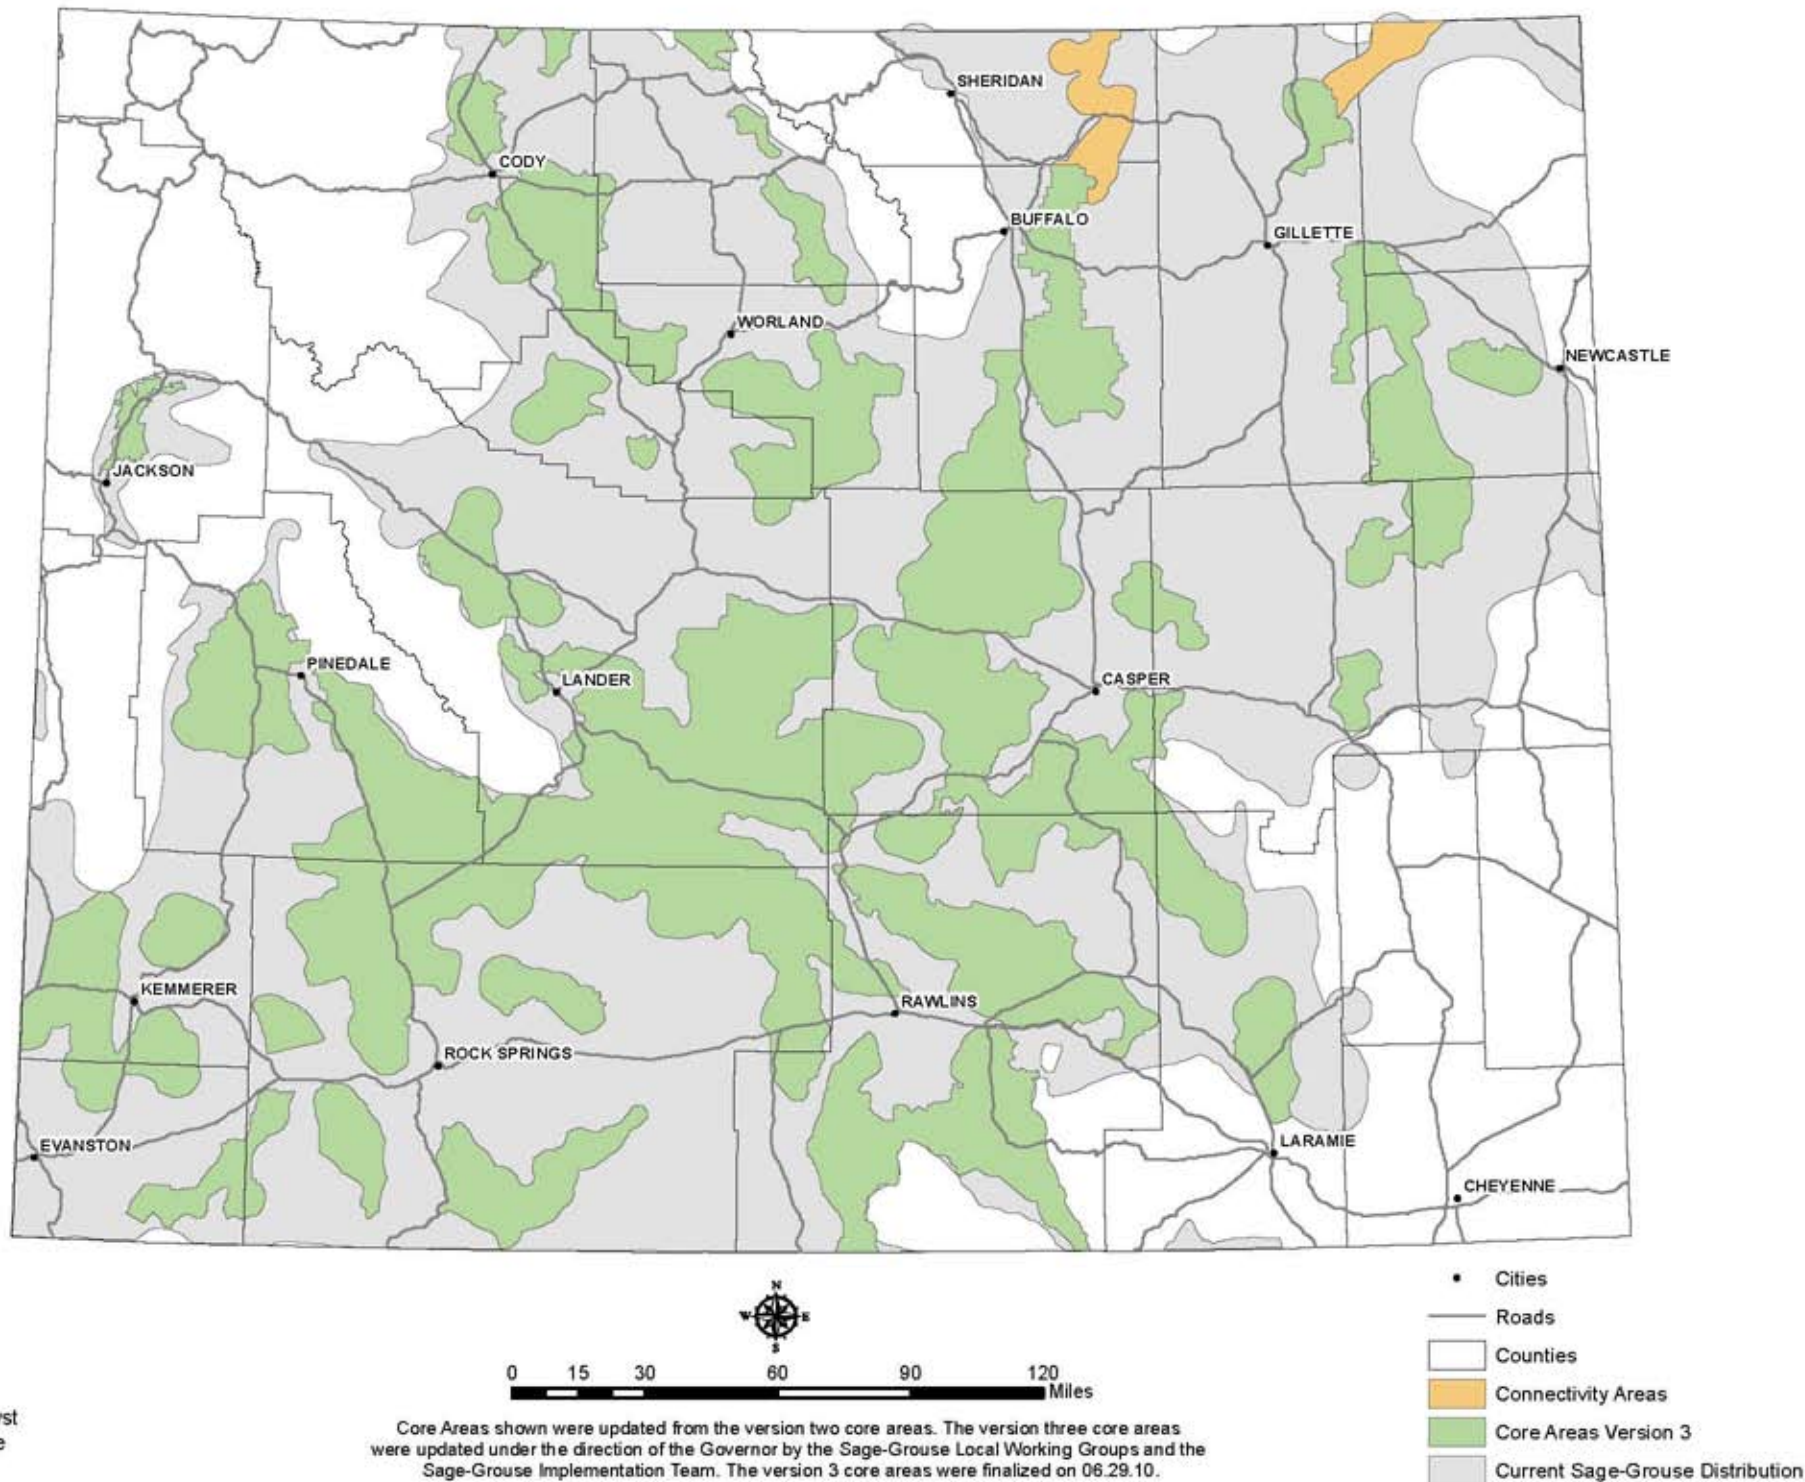 SHERIDAN
CODY
BUFFALO
GILLETTE
WORLAND
NEWCASTLE
JACKSON
PINEDALE
LANDER
CASPER
KEMMERER
RAWLINS
ROCK SPRINGS
EVANSTON
LARAMIE
CHEYENNE
N
W E
S
0 15 30 60 90 120
Miles
Cities
Roads
Counties
Connectivity Areas
Core Areas Version 3
Current Sage-Grouse Distribution
Core Areas shown were updated from the version two core areas. The version three core areas
were updated under the direction of the Governor by the Sage-Grouse Local Working Groups and the
Sage-Grouse Implementation Team. The version 3 core areas were finalized on 06.29.10.